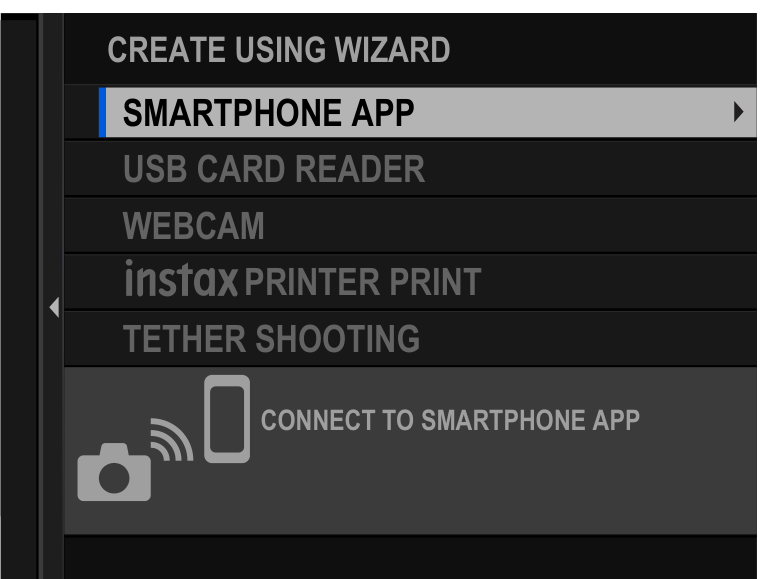 CREATE USING WIZARD
SMARTPHONE APP
USB CARD READER
WEBCAM
instax PRINTER PRINT
TETHER SHOOTING
CONNECT TO SMARTPHONE APP